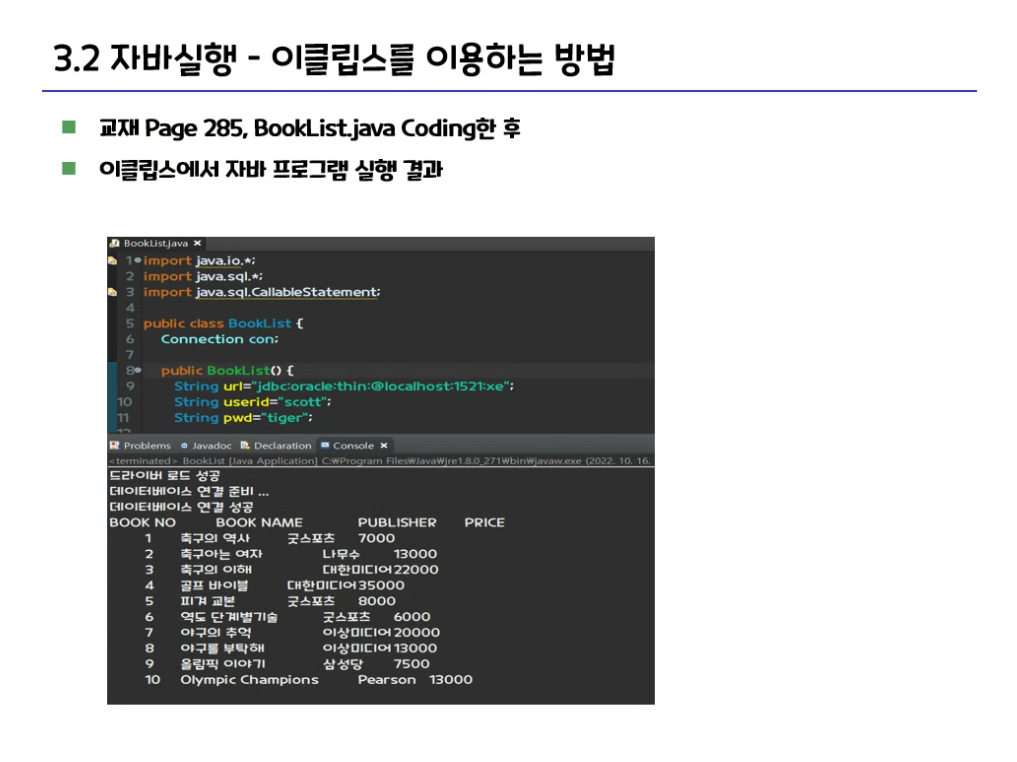 3.2 자바실행 - 이클립스를 이용하는 방법
교재 Page 285, BookList.java Coding한 후
이클립스에서 자바 프로그램 실행 결과
BookList.java
1 import java.io.*;
2 import java.sql.*;
3 import java.sql.CallableStatement;
4
5 public class BookList {
6 Connection con;
7
8 public BookList() {
9 String url="jdbc:oracle:thin:@localhost:1521:xe";
10 String userid="scott";
11 String pwd="tiger";
Problems Javadoc Declaration Console
<terminated> BookList [Java Application] C:₩Program Files₩Java₩jre1.8.0_271₩bin₩javaw.exe (2022. 10. 16.
드라이버 로드 성공
데이터베이스 연결 준비 ...
데이터베이스 연결 성공
BOOK NO BOOK NAME PUBLISHER PRICE
1 축구의 역사 굿스포츠 7000
2 축구아는 여자 나무수 13000
3 축구의 이해 대한미디어 22000
4 골프 바이블 대한미디어 35000
5 피겨 교본 굿스포츠 8000
6 역도 단계별기술 굿스포츠 6000
7 야구의 추억 이상미디어 20000
8 야구를 부탁해 이상미디어 13000
9 올림픽 이야기 삼성당 7500
10 Olympic Champions Pearson 13000